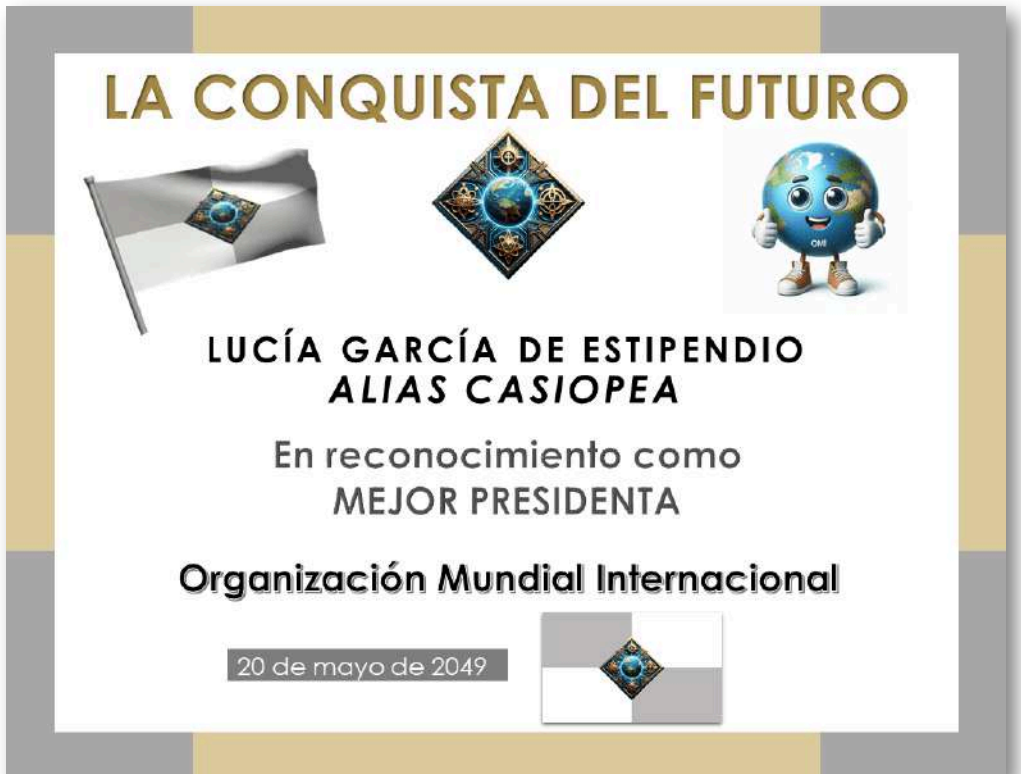 LA CONQUISTA DEL FUTURO
OMI
LUCÍA GARCÍA DE ESTIPENDIO
ALIAS CASIOPEA
En reconocimiento como
MEJOR PRESIDENTA
Organización Mundial Internacional
20 de mayo de 2049